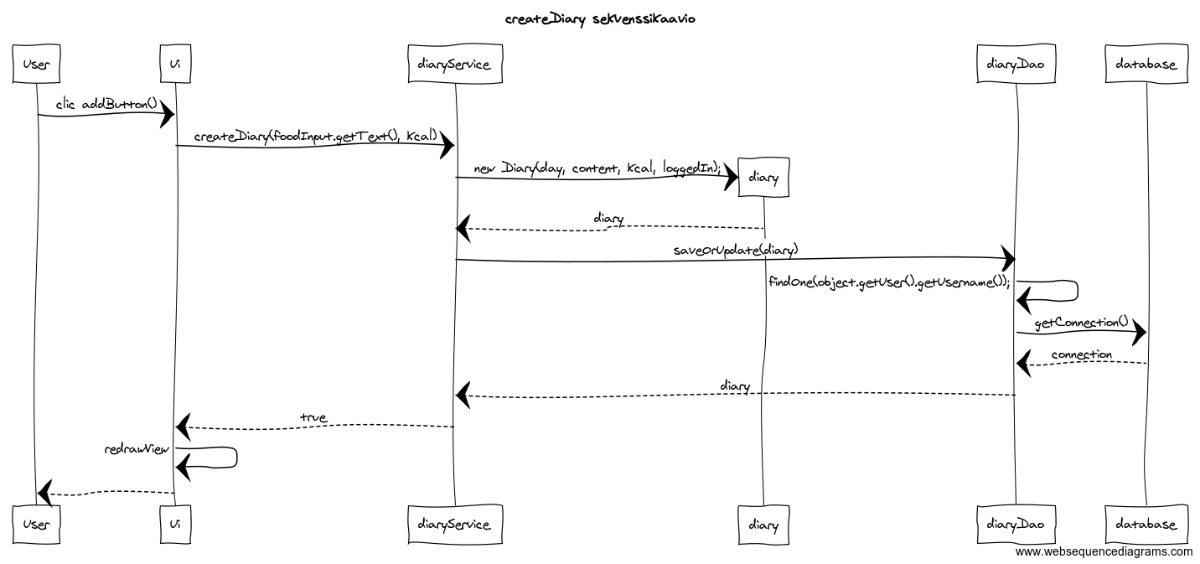 createDiary sekvenssikaavio
User
Ui
diaryService
diaryDao
database
clic addButton()
createDiary(foodInput.getText(), kcal)
new Diary(day, content, kcal, loggedIn);
diary
diary
saveOrUpdate(diary)
findOne(object.getUser().getUsername());
getConnection()
connection
diary
true
redrawView
User
Ui
diaryService
diary
diaryDao
database
www.websequencediagrams.com